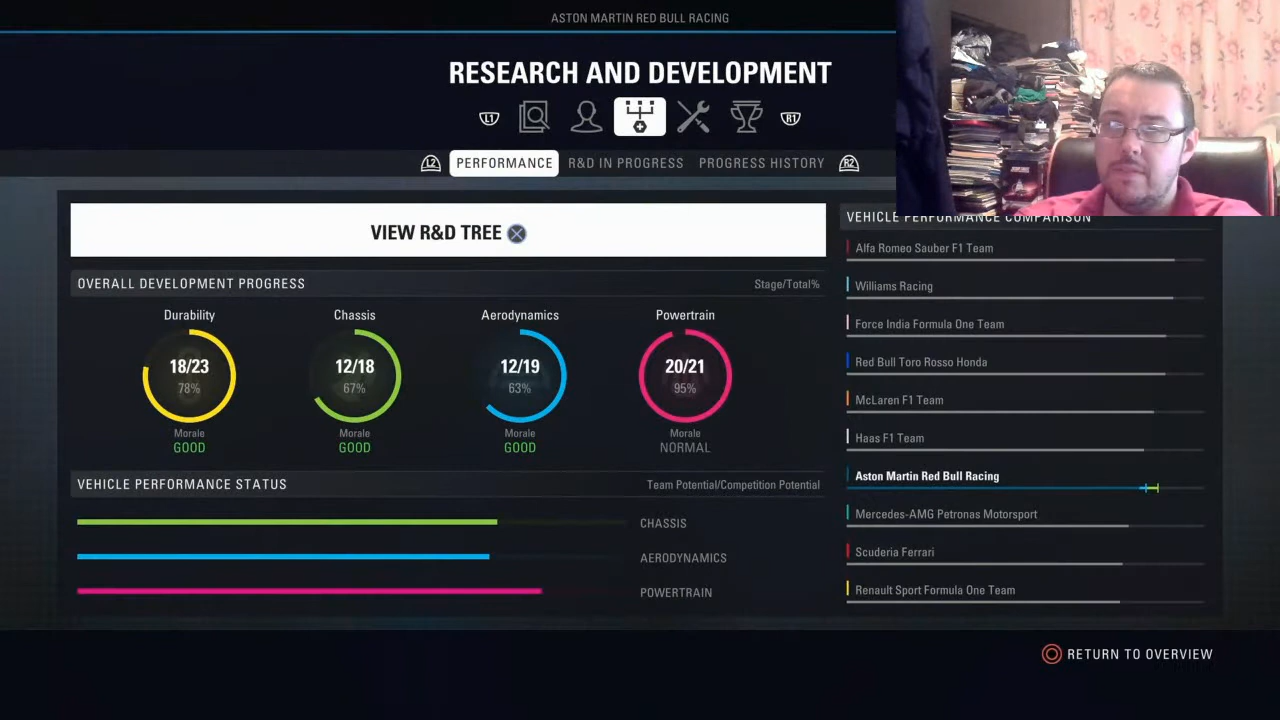 ASTON MARTIN RED BULL RACING
RESEARCH AND DEVELOPMENT
L1 R1
L2 PERFORMANCE R&D IN PROGRESS PROGRESS HISTORY R2
VIEW R&D TREE
OVERALL DEVELOPMENT PROGRESS Stage/Total%
Durability Chassis Aerodynamics Powertrain
18/23 12/18 12/19 20/21
78% 67% 63% 95%
Morale Morale Morale Morale
GOOD GOOD GOOD NORMAL
VEHICLE PERFORMANCE STATUS Team Potential/Competition Potential
CHASSIS
AERODYNAMICS
POWERTRAIN
VEHICLE PERFORMANCE COMPARISON
Alfa Romeo Sauber F1 Team
Williams Racing
Force India Formula One Team
Red Bull Toro Rosso Honda
McLaren F1 Team
Haas F1 Team
Aston Martin Red Bull Racing
Mercedes-AMG Petronas Motorsport
Scuderia Ferrari
Renault Sport Formula One Team
RETURN TO OVERVIEW